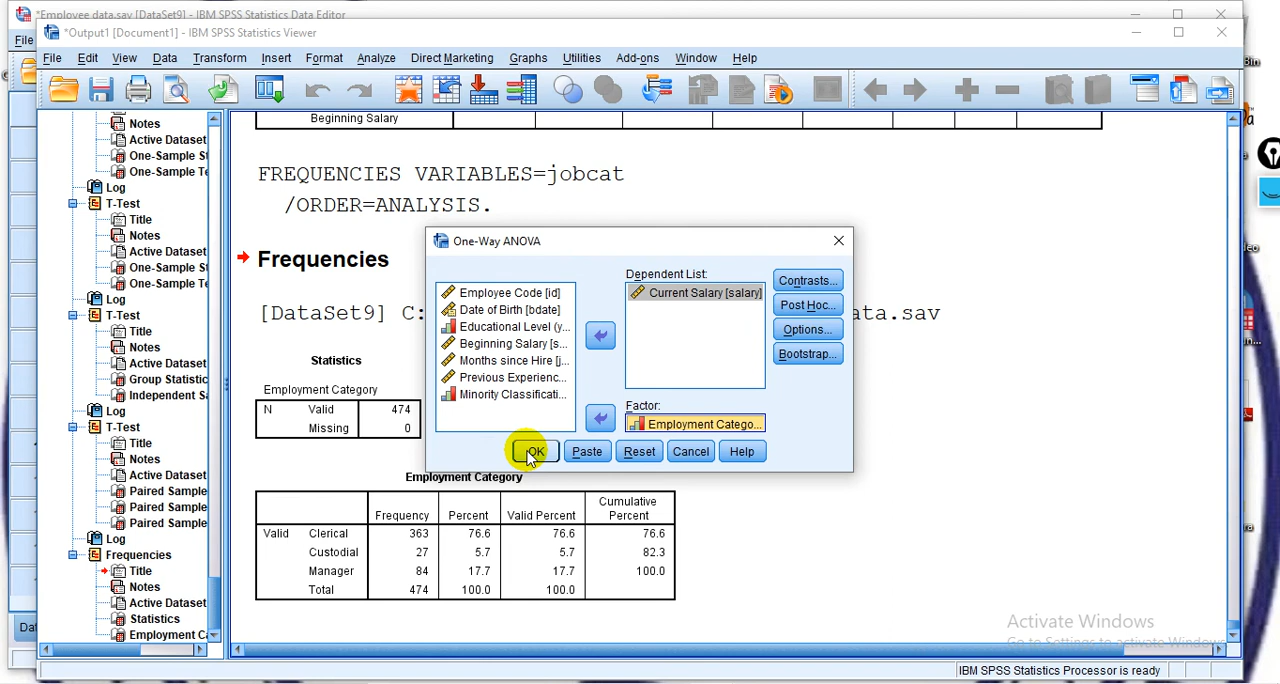 *Employee data.sav [DataSet9] - IBM SPSS Statistics Data Editor
*Output1 [Document1] - IBM SPSS Statistics Viewer
File
File Edit View Data Transform Insert Format Analyze Direct Marketing Graphs Utilities Add-ons Window Help
Notes
Active Dataset
One-Sample St
One-Sample Te
Log
T-Test
Title
Notes
Active Dataset
One-Sample St
One-Sample Te
Log
T-Test
Title
Notes
Active Dataset
Group Statistic
Independent Sa
Log
T-Test
Title
Notes
Active Dataset
Paired Sample
Paired Sample
Paired Sample
Log
Frequencies
Title
Notes
Active Dataset
Statistics
Employment Ca
Beginning Salary
FREQUENCIES VARIABLES=jobcat
/ORDER=ANALYSIS.
Frequencies
[DataSet9] C: ata.sav
Statistics
Employment Category
N Valid 474
Missing 0
Employment Category
Frequency Percent Valid Percent Cumulative Percent
Valid Clerical 363 76.6 76.6 76.6
Custodial 27 5.7 5.7 82.3
Manager 84 17.7 17.7 100.0
Total 474 100.0 100.0
One-Way ANOVA
Employee Code [id]
Date of Birth [bdate]
Educational Level (y...
Beginning Salary [s...
Months since Hire [j...
Previous Experienc...
Minority Classificati...
Dependent List:
Current Salary [salary]
Factor:
Employment Catego...
Contrasts...
Post Hoc...
Options...
Bootstrap...
OK Paste Reset Cancel Help
Activate Windows
Go to Settings to activate Windows
IBM SPSS Statistics Processor is ready